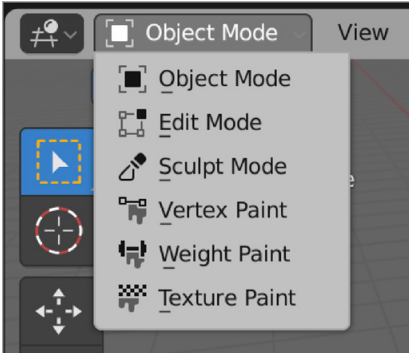 Object Mode View
Object Mode
Edit Mode
Sculpt Mode
Vertex Paint
Weight Paint
Texture Paint